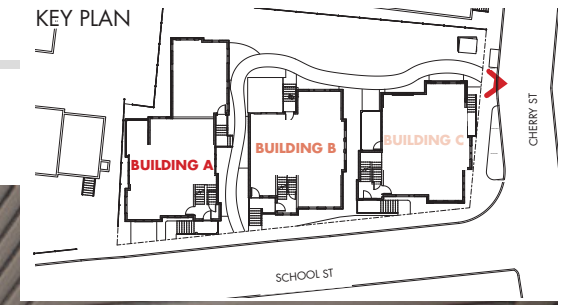 KEY PLAN
BUILDING A
BUILDING B
BUILDING C
CHERRY ST
SCHOOL ST